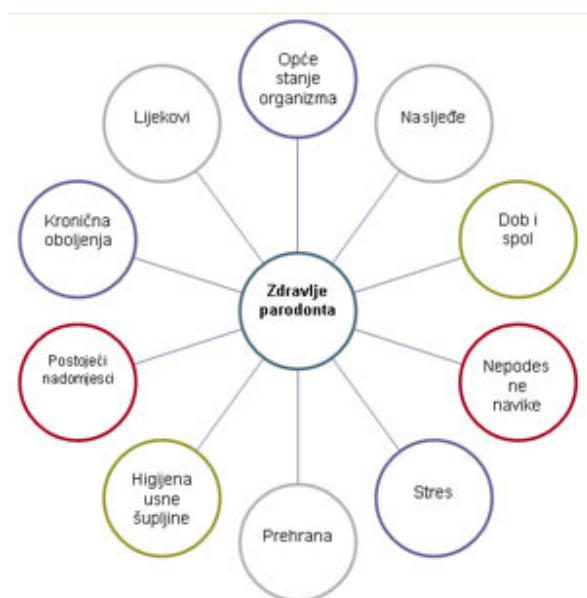 Opće
stanje
organizma
Nasljeđe
Dob i
spol
Nepodes
ne
navike
Stres
Prehrana
Higijena
usne
šupljine
Postojeći
nadomjesci
Kronična
oboljenja
Lijekovi
Zdravlje
parodonta